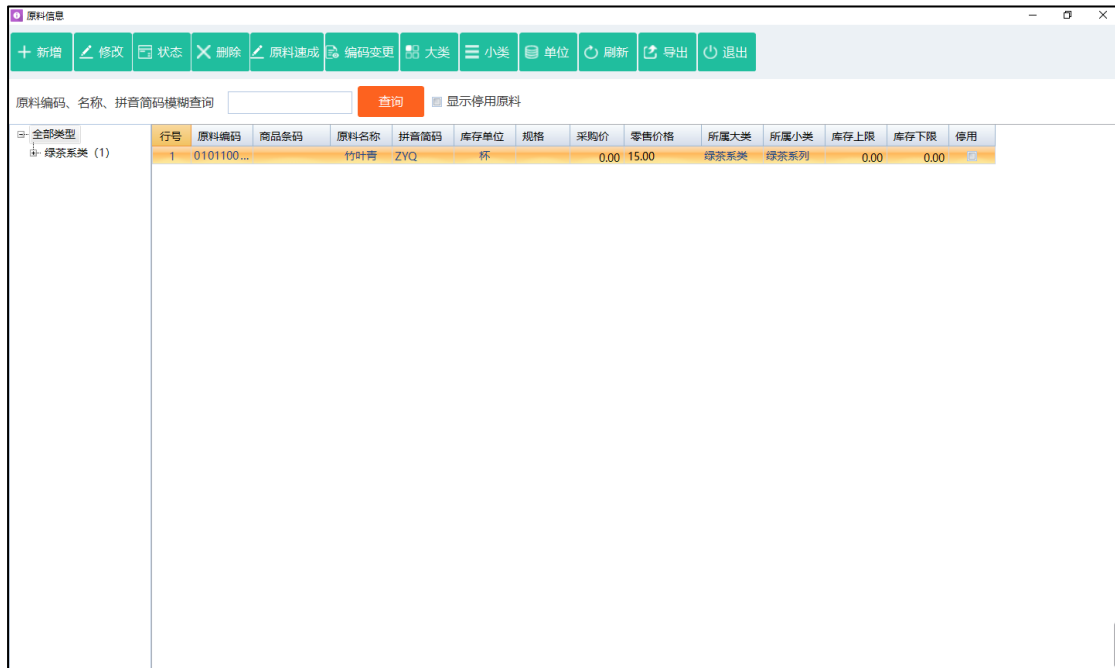 原料信息
新增 修改 状态 删除 原料速成 编码变更 大类 小类 单位 刷新 导出 退出
原料编码、名称、拼音简码模糊查询 查询 显示停用原料
全部类型
绿茶系类（1）
行号 原料编码 商品条码 原料名称 拼音简码 库存单位 规格 采购价 零售价格 所属大类 所属小类 库存上限 库存下限 停用
1 0101100... 竹叶青 ZYQ 杯 0.00 15.00 绿茶系类 绿茶系列 0.00 0.00